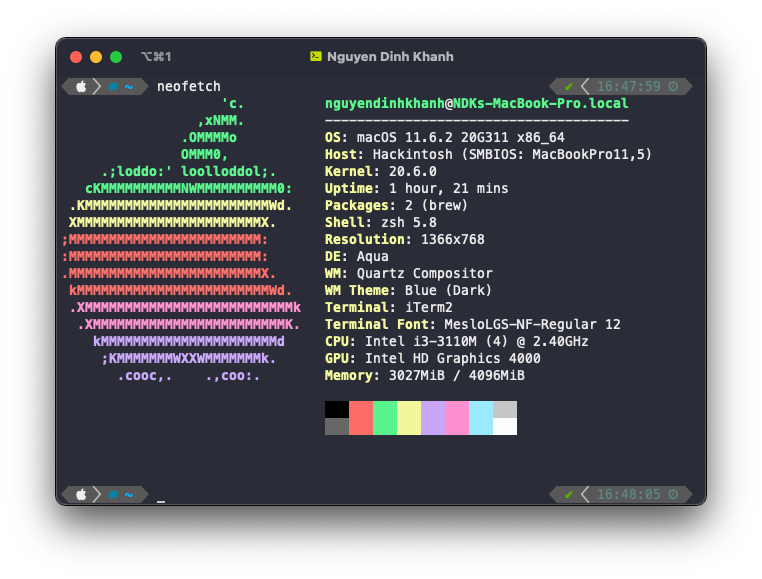 ⌥⌘1
Nguyen Dinh Khanh
~ neofetch
✔ 16:47:59
'c.
,xNMM.
.OMMMMo
OMMM0,
.;loddo:' loolloddol;.
cKMMMMMMMMMMNWMMMMMMMMMM0:
.KMMMMMMMMMMMMMMMMMMMMMMMWd.
XMMMMMMMMMMMMMMMMMMMMMMMX.
;MMMMMMMMMMMMMMMMMMMMMMMM:
:MMMMMMMMMMMMMMMMMMMMMMMM:
.MMMMMMMMMMMMMMMMMMMMMMMMX.
kMMMMMMMMMMMMMMMMMMMMMMMMWd.
.XMMMMMMMMMMMMMMMMMMMMMMMMMMk
.XMMMMMMMMMMMMMMMMMMMMMMMMK.
kMMMMMMMMMMMMMMMMMMMMMMd
;KMMMMMMMWXXWMMMMMMMk.
.cooc,. .,coo:.
nguyendinhkhanh@NDKs-MacBook-Pro.local
--------------------------------------
OS: macOS 11.6.2 20G311 x86_64
Host: Hackintosh (SMBIOS: MacBookPro11,5)
Kernel: 20.6.0
Uptime: 1 hour, 21 mins
Packages: 2 (brew)
Shell: zsh 5.8
Resolution: 1366x768
DE: Aqua
WM: Quartz Compositor
WM Theme: Blue (Dark)
Terminal: iTerm2
Terminal Font: MesloLGS-NF-Regular 12
CPU: Intel i3-3110M (4) @ 2.40GHz
GPU: Intel HD Graphics 4000
Memory: 3027MiB / 4096MiB
~ _
✔ 16:48:05